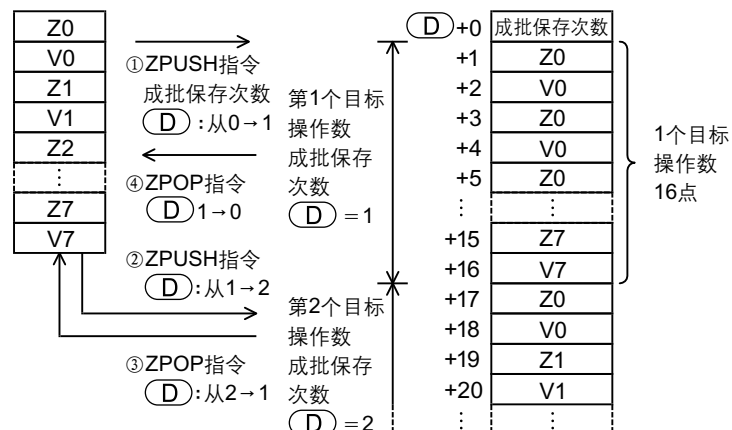 Z0
V0
Z1
V1
Z2
⋮
Z7
V7
①ZPUSH指令
成批保存次数
D:从0→1
④ZPOP指令
D 1→0
②ZPUSH指令
D:从1→2
③ZPOP指令
D:从2→1
第1个目标
操作数
成批保存
次数
D=1
第2个目标
操作数
成批保存
次数
D=2
D+0 成批保存次数
+1 Z0
+2 V0
+3 Z0
+4 V0
+5 Z0
⋮ ⋮
+15 Z7
+16 V7
+17 Z0
+18 V0
+19 Z1
+20 V1
⋮ ⋮
1个目标
操作数
16点